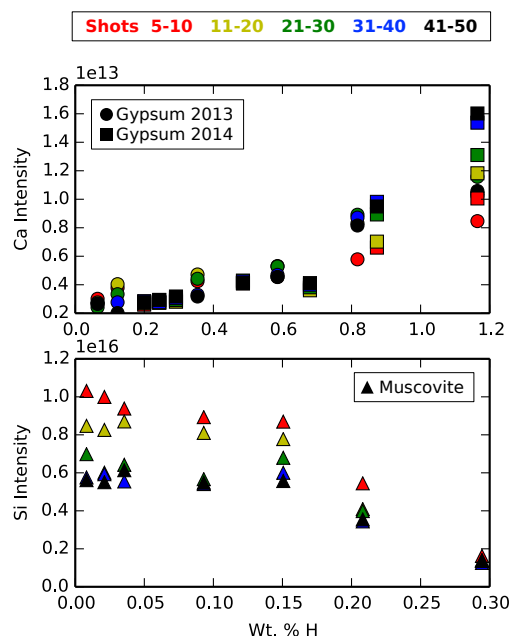 Shots 5-10 11-20 21-30 31-40 41-50
1e13
1.8
1.6
1.4
1.2
1.0
0.8
0.6
0.4
0.2
Ca Intensity
Gypsum 2013
Gypsum 2014
0.0 0.2 0.4 0.6 0.8 1.0 1.2
1e16
1.2
1.0
0.8
0.6
0.4
0.2
0.0
Si Intensity
Muscovite
0.00 0.05 0.10 0.15 0.20 0.25 0.30
Wt. % H